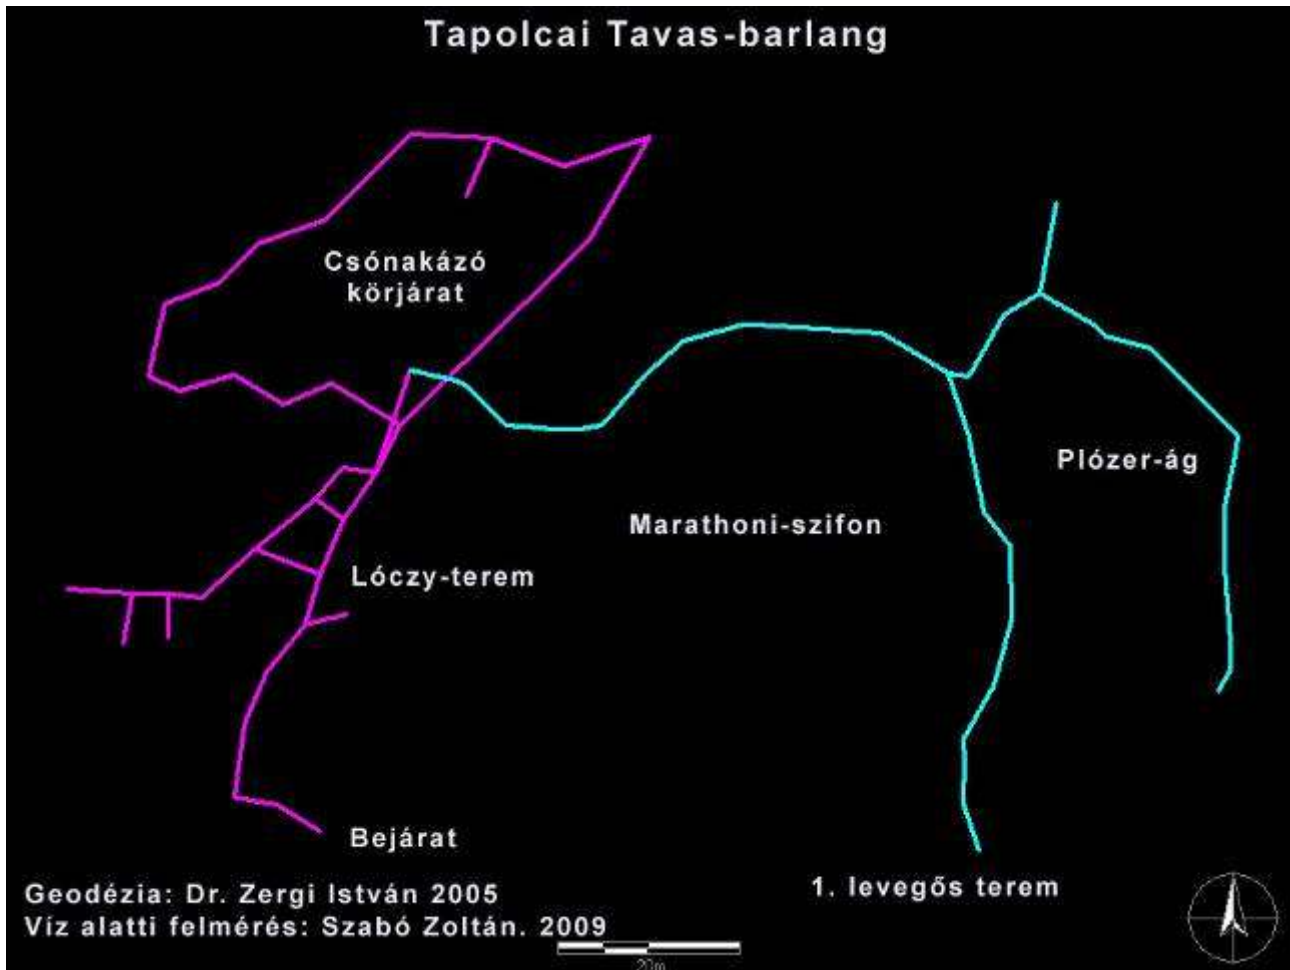 Tapolcai Tavas-barlang
Csónakázó
körjárat
Plózer-ág
Marathoni-szifon
Lóczy-terem
Bejárat
1. levegős terem
Geodézia: Dr. Zergi István 2005
Víz alatti felmérés: Szabó Zoltán. 2009
20m